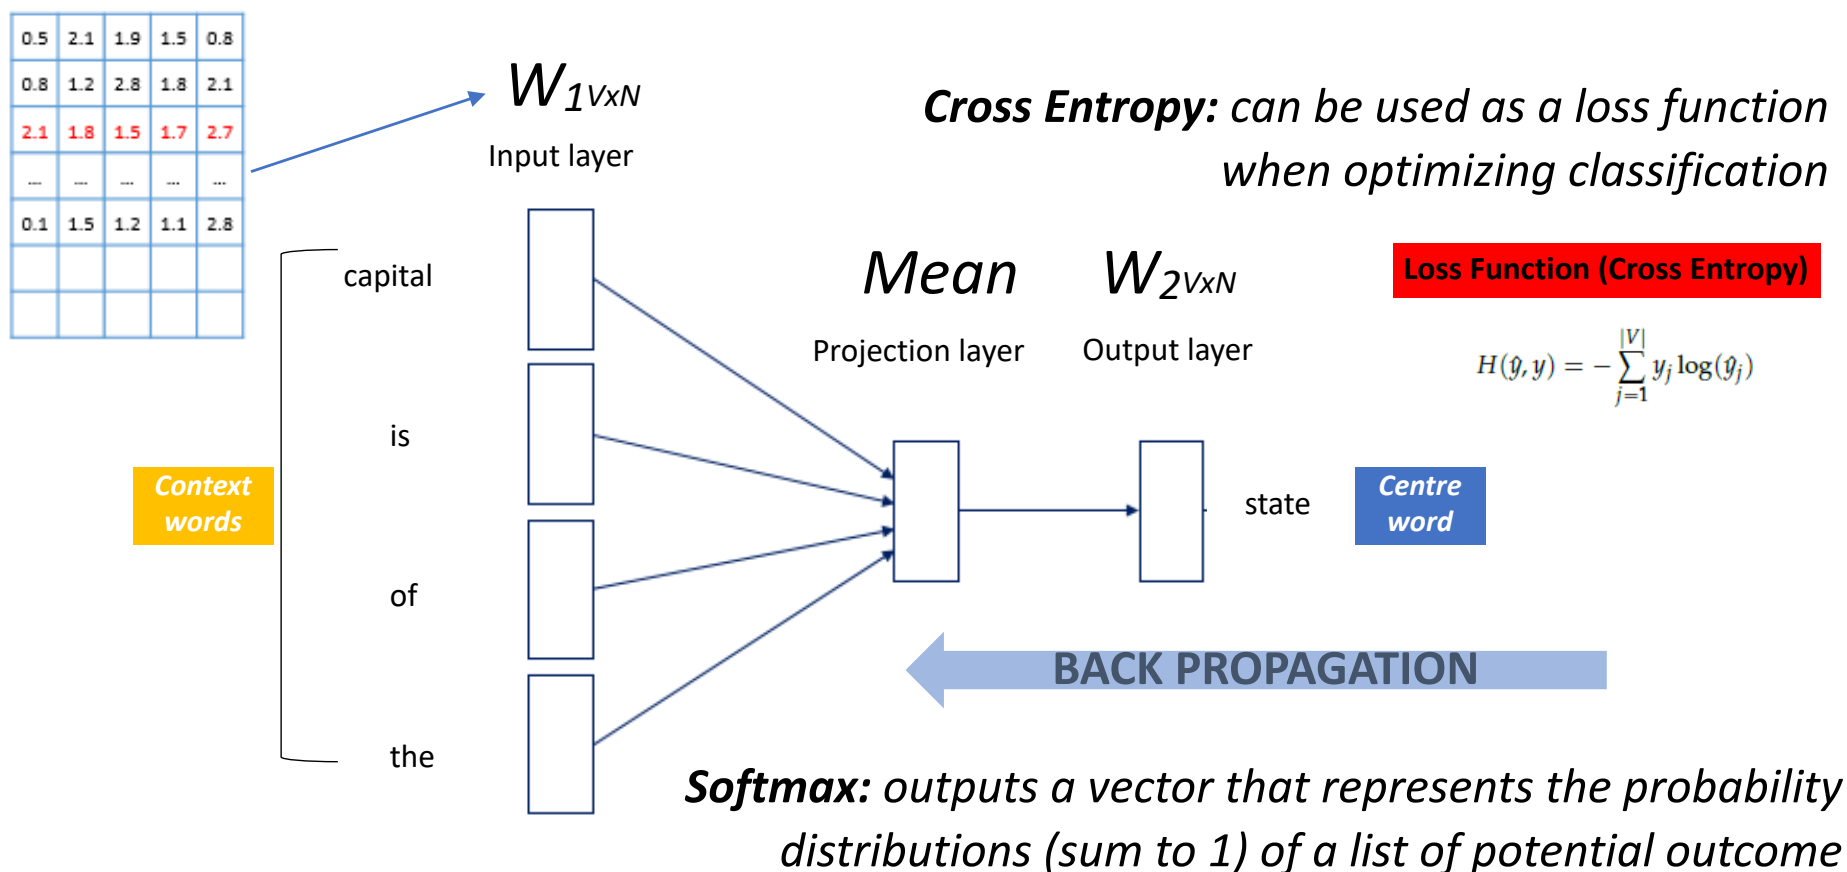 0.5 2.1 1.9 1.5 0.8
0.8 1.2 2.8 1.8 2.1
2.1 1.8 1.5 1.7 2.7
... ... ... ... ...
0.1 1.5 1.2 1.1 2.8
W1VxN
Input layer
Cross Entropy: can be used as a loss function
when optimizing classification
capital
is
of
the
Context
words
Mean
Projection layer
W2VxN
Output layer
Loss Function (Cross Entropy)
H(ŷ, y) = − ∑_{j=1}^{|V|} y_j log(ŷ_j)
state
Centre
word
BACK PROPAGATION
Softmax: outputs a vector that represents the probability
distributions (sum to 1) of a list of potential outcome